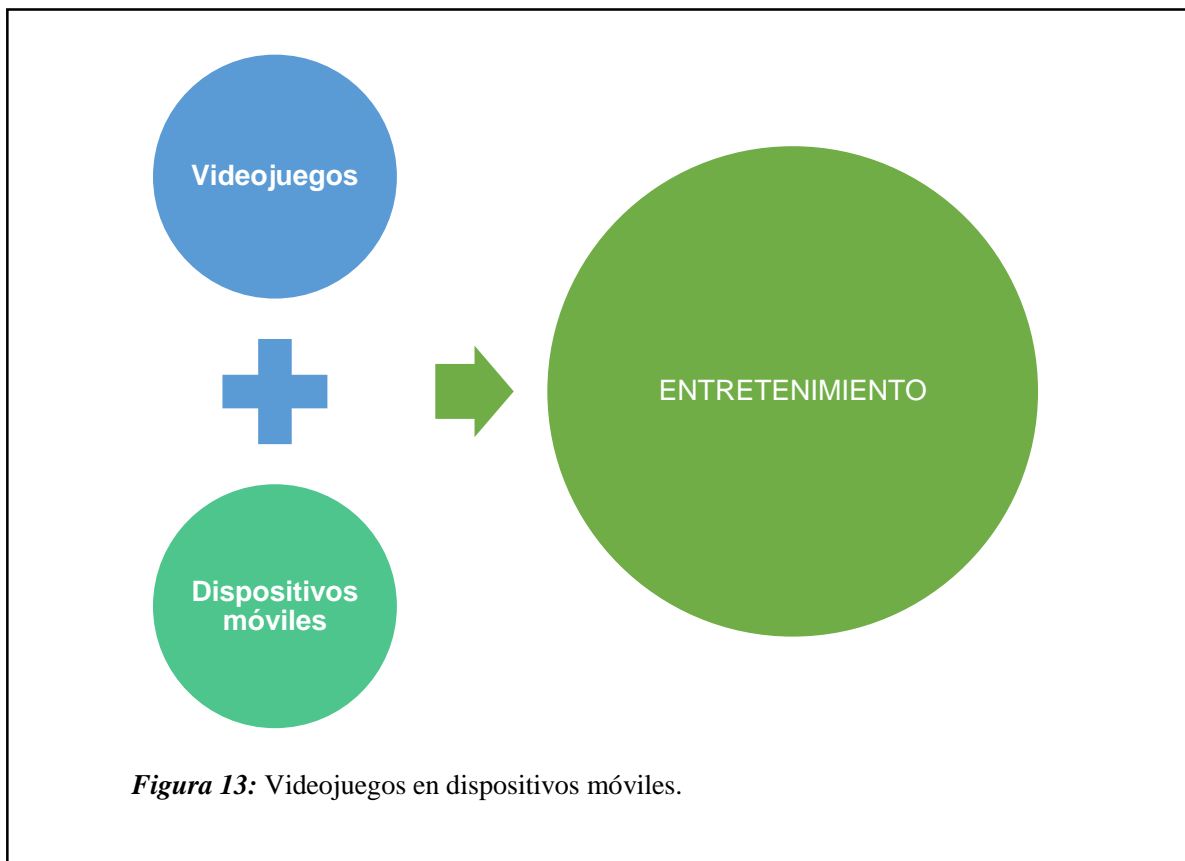 Videojuegos
Dispositivos
móviles
ENTRETENIMIENTO
Figura 13: Videojuegos en dispositivos móviles.